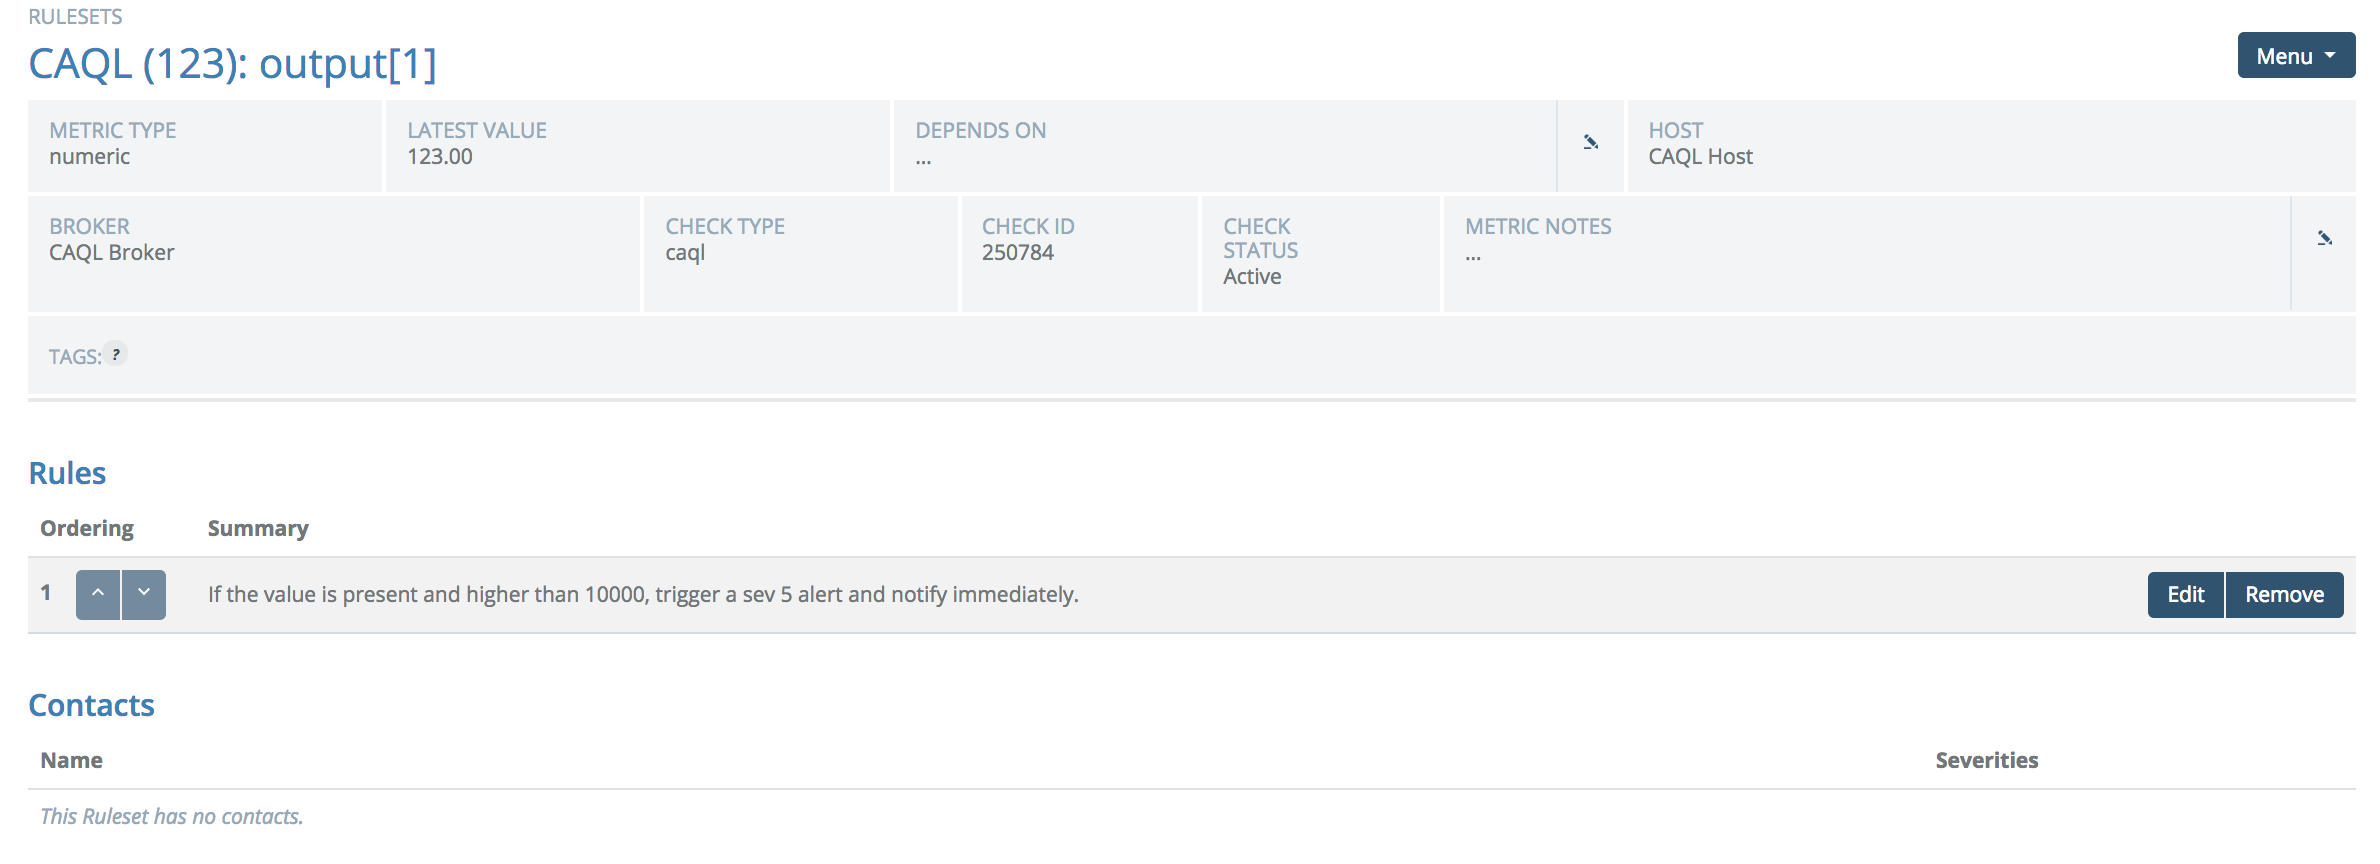 RULESETS
CAQL (123): output[1]
Menu
METRIC TYPE
numeric
LATEST VALUE
123.00
DEPENDS ON
...
HOST
CAQL Host
BROKER
CAQL Broker
CHECK TYPE
caql
CHECK ID
250784
CHECK
STATUS
Active
METRIC NOTES
...
TAGS: ?
Rules
Ordering Summary
1 If the value is present and higher than 10000, trigger a sev 5 alert and notify immediately. Edit Remove
Contacts
Name Severities
This Ruleset has no contacts.